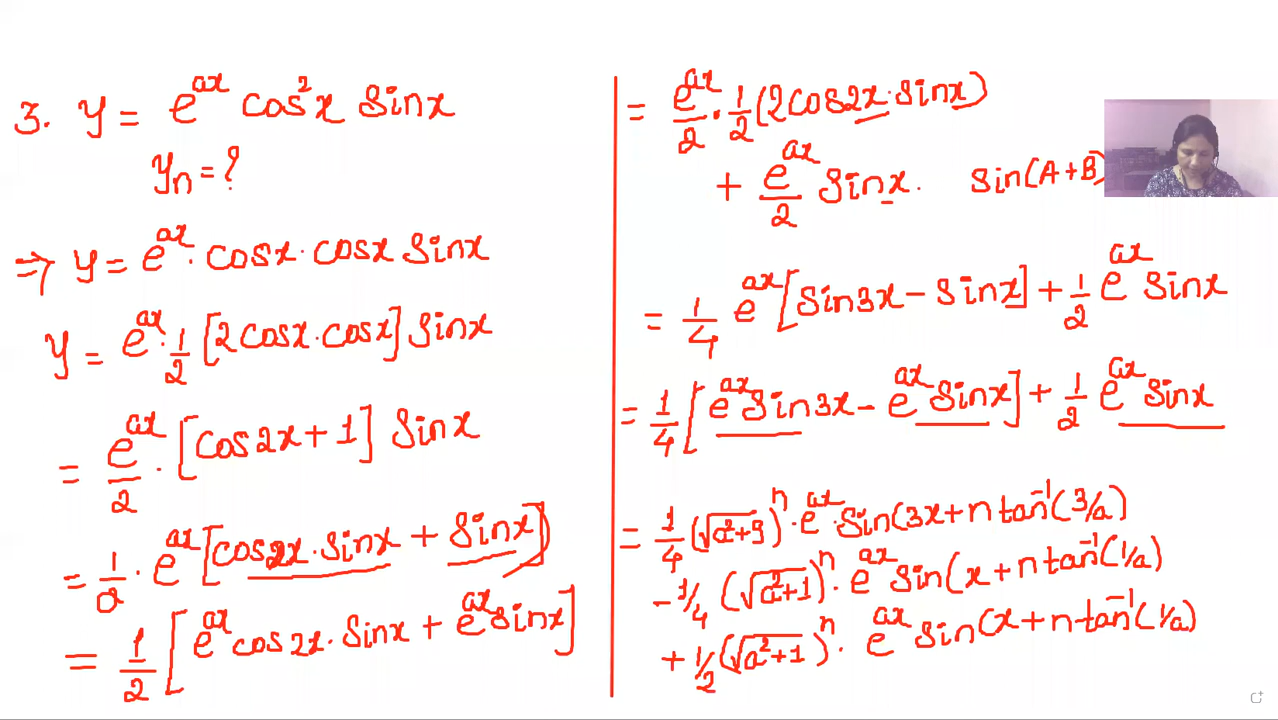 3. y = e^ax cos²x sinx
yn = ?
⇒ y = e^ax · cosx · cosx sinx
y = e^ax · 1/2 [2cosx · cosx] sinx
= e^ax/2 · [cos2x + 1] sinx
= 1/2 · e^ax [cos2x · sinx + sinx]
= 1/2 [e^ax cos2x · sinx + e^ax sinx]
= e^ax/2 · 1/2 (2cos2x · sinx)
+ e^ax/2 sinx. sin(A+B)
= 1/4 e^ax [sin3x - sinx] + 1/2 e^ax sinx
= 1/4 [e^ax sin3x - e^ax sinx] + 1/2 e^ax sinx
= 1/4 (√a²+9)^n · e^ax · sin(3x + n tan⁻¹(3/a)
- 1/4 (√a²+1)^n · e^ax sin(x + n tan⁻¹(1/a)
+ 1/2 (√a²+1)^n · e^ax sin(x + n tan⁻¹(1/a)